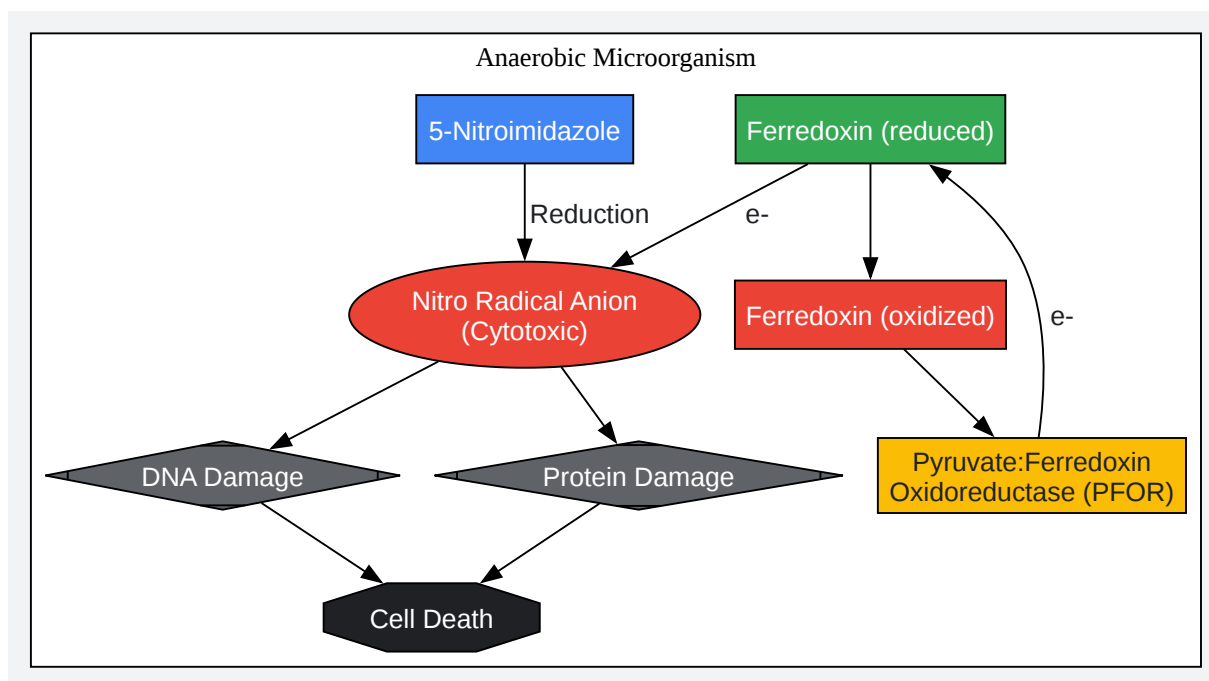 Anaerobic Microorganism
5-Nitroimidazole
Ferredoxin (reduced)
Reduction
e-
Nitro Radical Anion
(Cytotoxic)
Ferredoxin (oxidized)
e-
DNA Damage
Protein Damage
Pyruvate:Ferredoxin
Oxidoreductase (PFOR)
Cell Death